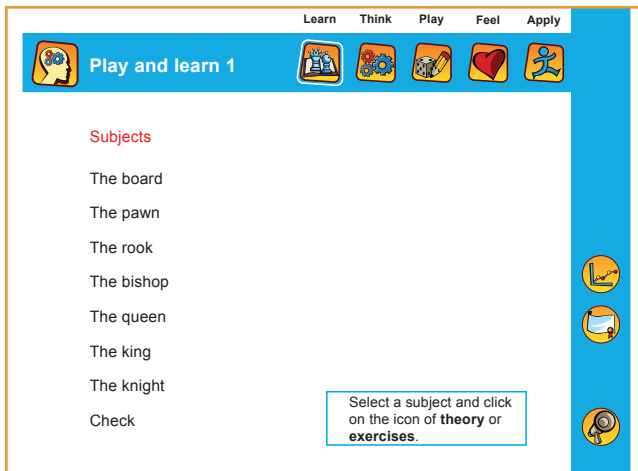 Learn Think Play Feel Apply
Play and learn 1
Subjects
The board
The pawn
The rook
The bishop
The queen
The king
The knight
Check
Select a subject and click
on the icon of theory or
exercises.